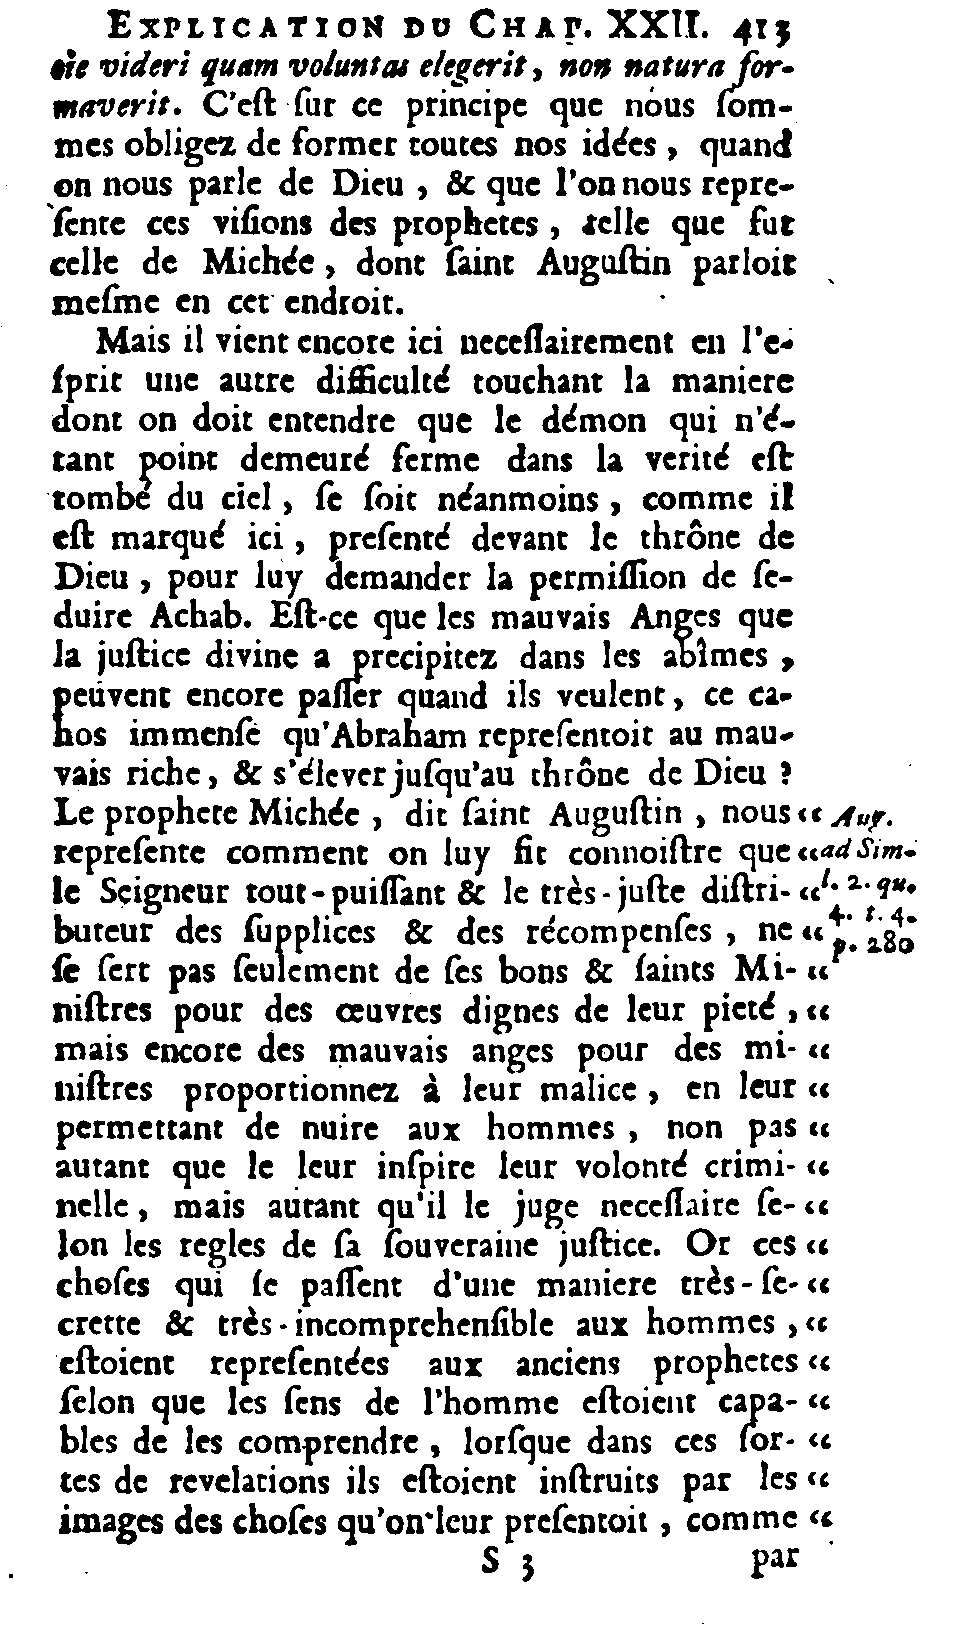 EXPLICATION DU CHAP. XXII. 413
videri quam voluntas elegerit, non natura for-
maverit. C'eſt ſur ce principe que nous ſom-
mes obligez de former toutes nos idées, quand
on nous parle de Dieu, & que l'on nous repre-
ſente ces viſions des prophetes, telle que fut
celle de Michée, dont ſaint Auguſtin parloit
meſme en cet endroit.
Mais il vient encore ici neceſſairement en l'e-
ſprit une autre difficulté touchant la maniere
dont on doit entendre que le démon qui n'é-
tant point demeuré ferme dans la verité eſt
tombé du ciel, ſe ſoit néanmoins, comme il
eſt marqué ici, preſenté devant le thrône de
Dieu, pour luy demander la permiſſion de ſe-
duire Achab. Eſt-ce que les mauvais Anges que
la juſtice divine a precipitez dans les abîmes,
peuvent encore paſſer quand ils veulent, ce ca-
hos immenſe qu'Abraham repreſentoit au mau-
vais riche, & s'élever juſqu'au thrône de Dieu ?
Le prophete Michée, dit ſaint Auguſtin, nous “ Aug.
repreſente comment on luy fit connoiſtre que “ ad Sim-
le Seigneur tout-puiſſant & le très-juſte diſtri- “ l. 2. qu.
buteur des ſupplices & des récompenſes, ne “ 4. t. 4.
p. 280
ſe ſert pas ſeulement de ſes bons & ſaints Mi- “
niſtres pour des œuvres dignes de leur pieté, “
mais encore des mauvais anges pour des mi- “
niſtres proportionnez à leur malice, en leur “
permettant de nuire aux hommes, non pas “
autant que le leur inſpire leur volonté crimi- “
nelle, mais autant qu'il le juge neceſſaire ſe- “
lon les regles de ſa ſouveraine juſtice. Or ces “
choſes qui ſe paſſent d'une maniere très-ſe- “
crette & très-incomprehenſible aux hommes, “
eſtoient repreſentées aux anciens prophetes “
ſelon que les ſens de l'homme eſtoient capa- “
bles de les comprendre, lorſque dans ces ſor- “
tes de revelations ils eſtoient inſtruits par les “
images des choſes qu'on leur preſentoit, comme “
S 3 par